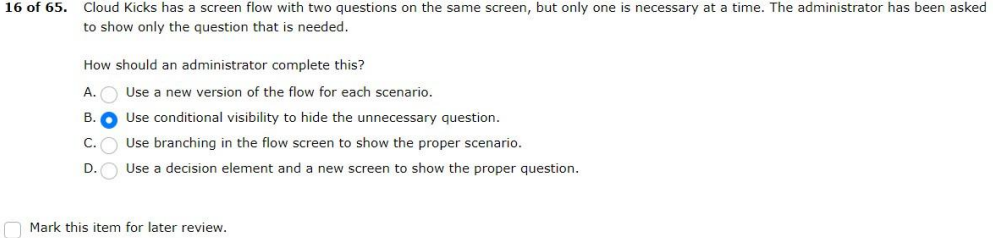 16 of 65. Cloud Kicks has a screen flow with two questions on the same screen, but only one is necessary at a time. The administrator has been asked
to show only the question that is needed.
How should an administrator complete this?
A. Use a new version of the flow for each scenario.
B. Use conditional visibility to hide the unnecessary question.
C. Use branching in the flow screen to show the proper scenario.
D. Use a decision element and a new screen to show the proper question.
Mark this item for later review.